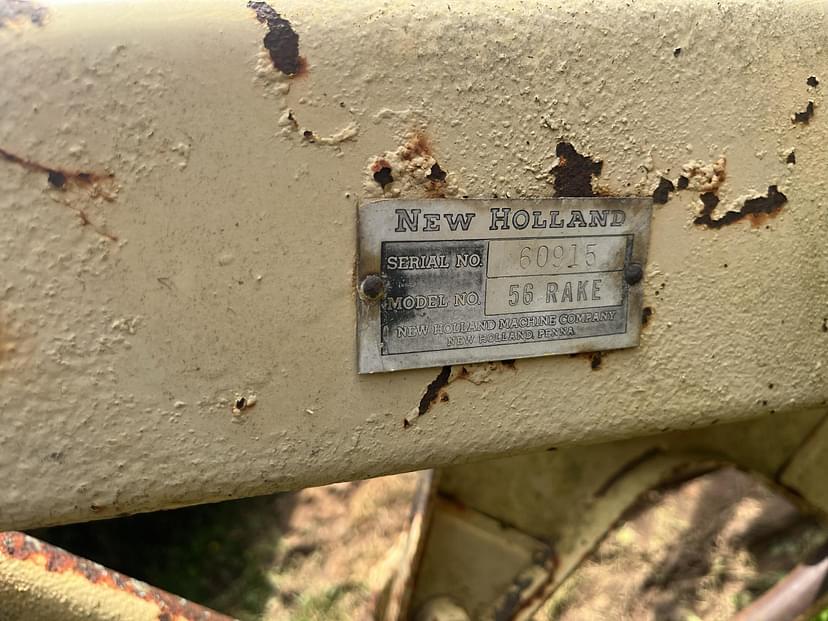 NEW HOLLAND
SERIAL NO. 60915
MODEL NO. 56 RAKE
NEW HOLLAND MACHINE COMPANY
NEW HOLLAND, PENNA.